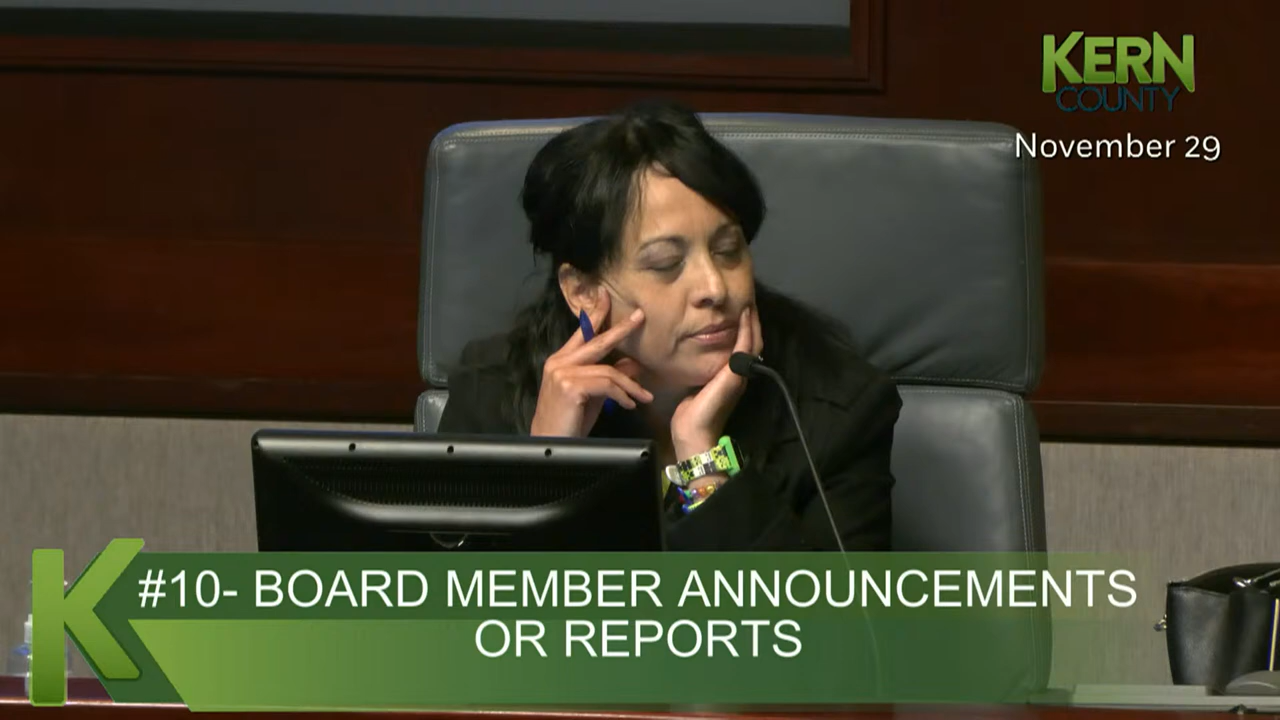 KERN
COUNTY
November 29
#10- BOARD MEMBER ANNOUNCEMENTS
OR REPORTS